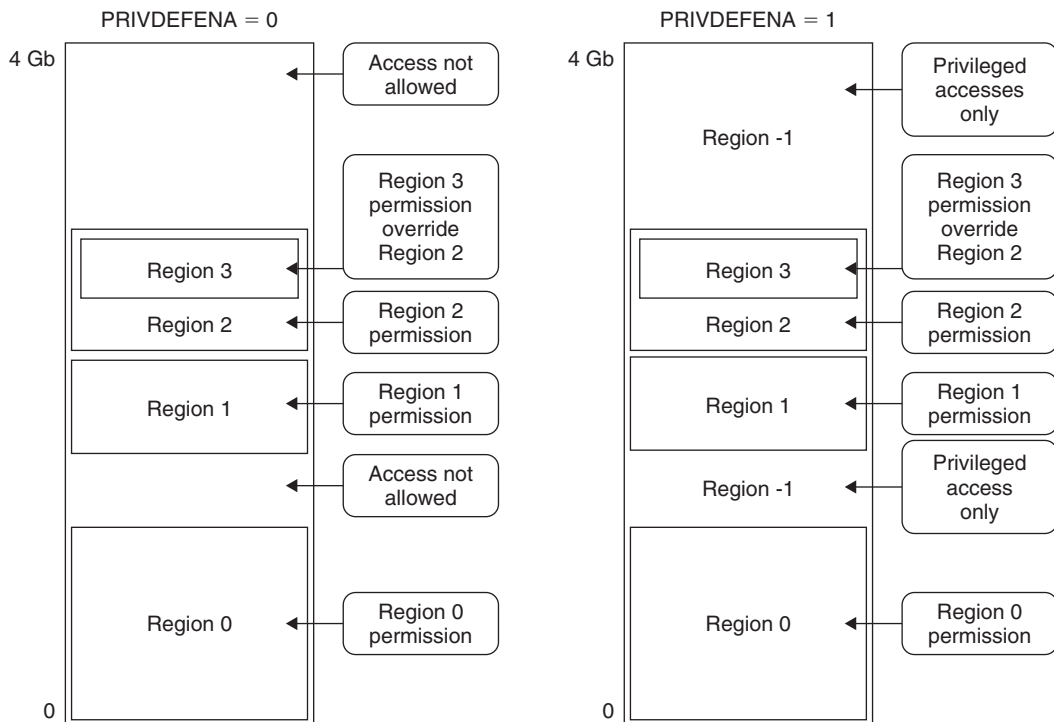 PRIVDEFENA = 0
4 Gb
Access not
allowed
Region 3
permission
override
Region 2
Region 3
Region 2
Region 2
permission
Region 1
Region 1
permission
Access not
allowed
Region 0
Region 0
permission
0
PRIVDEFENA = 1
4 Gb
Privileged
accesses
only
Region -1
Region 3
permission
override
Region 2
Region 3
Region 2
Region 2
permission
Region 1
Region 1
permission
Region -1
Privileged
access
only
Region 0
Region 0
permission
0